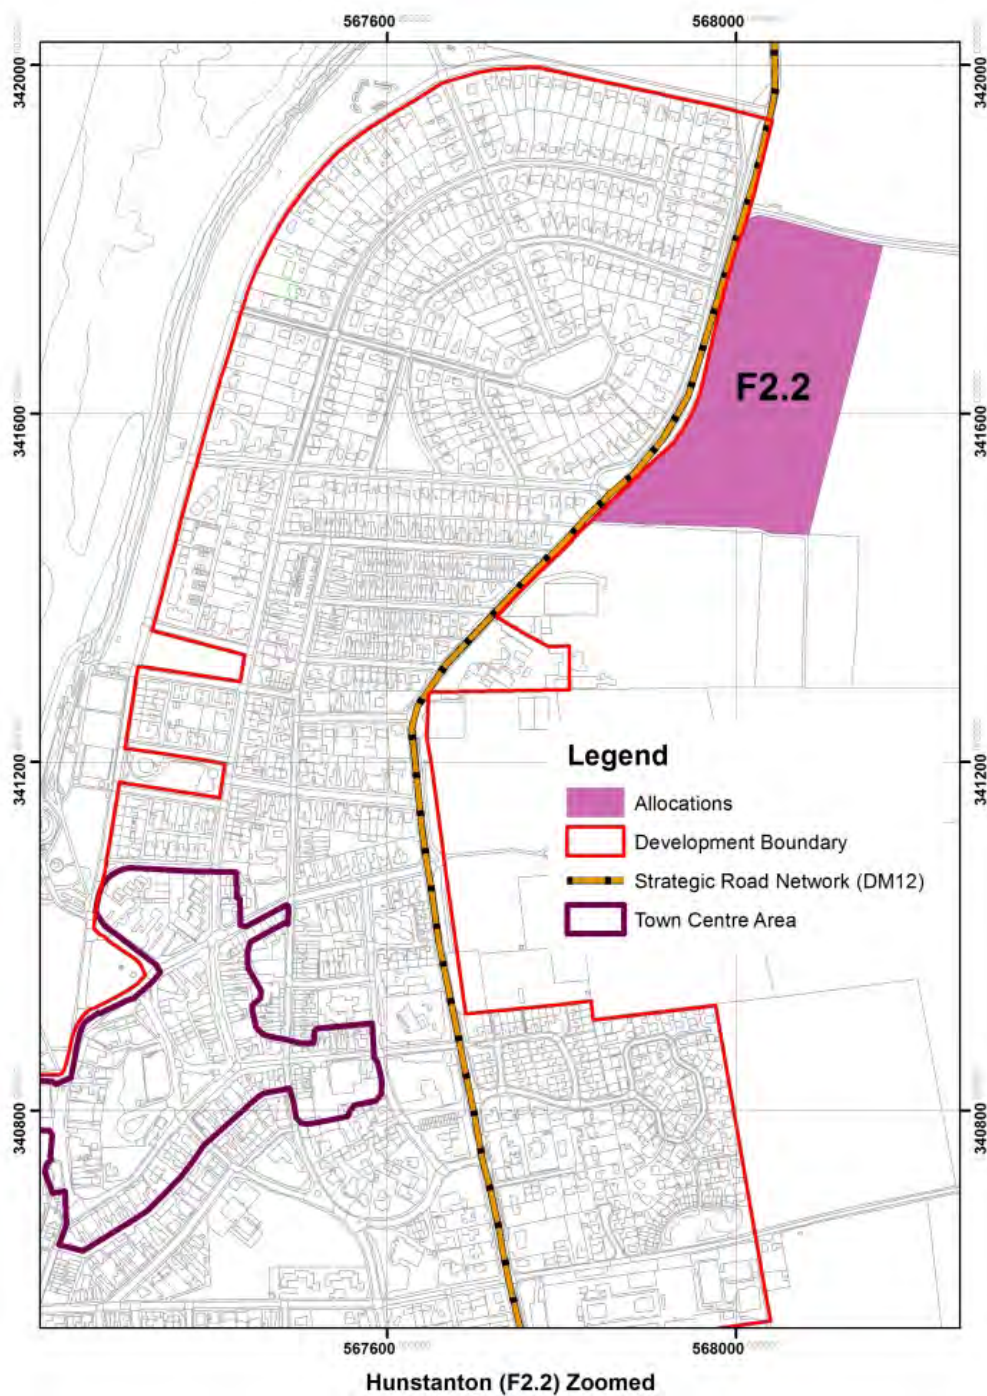 567600
568000
342000
342000
F2.2
341600
341600
Legend
341200
341200
Allocations
Development Boundary
Strategic Road Network (DM12)
Town Centre Area
340800
340800
567600
568000
Hunstanton (F2.2) Zoomed